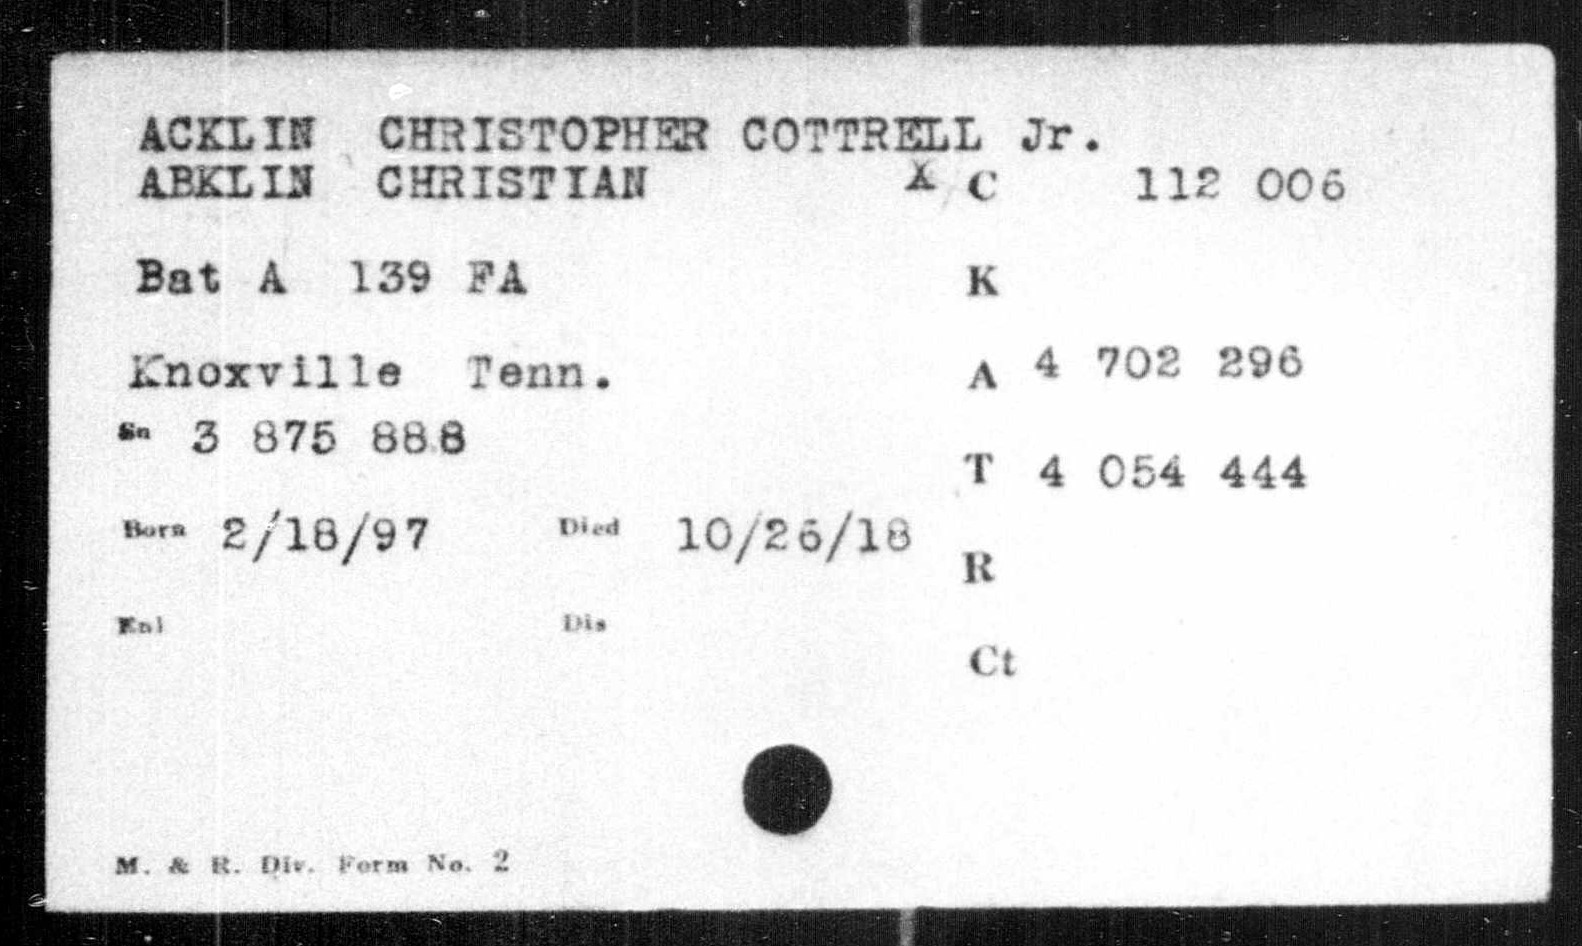 ACKLIN CHRISTOPHER COTTRELL Jr.
ABKLIN CHRISTIAN X C 112 006
Bat A 139 FA K
Knoxville Tenn. A 4 702 296
Sn 3 875 888
T 4 054 444
Born 2/18/97 Died 10/26/18
R
Enl Dis
Ct
M. & R. Div. Form No. 2